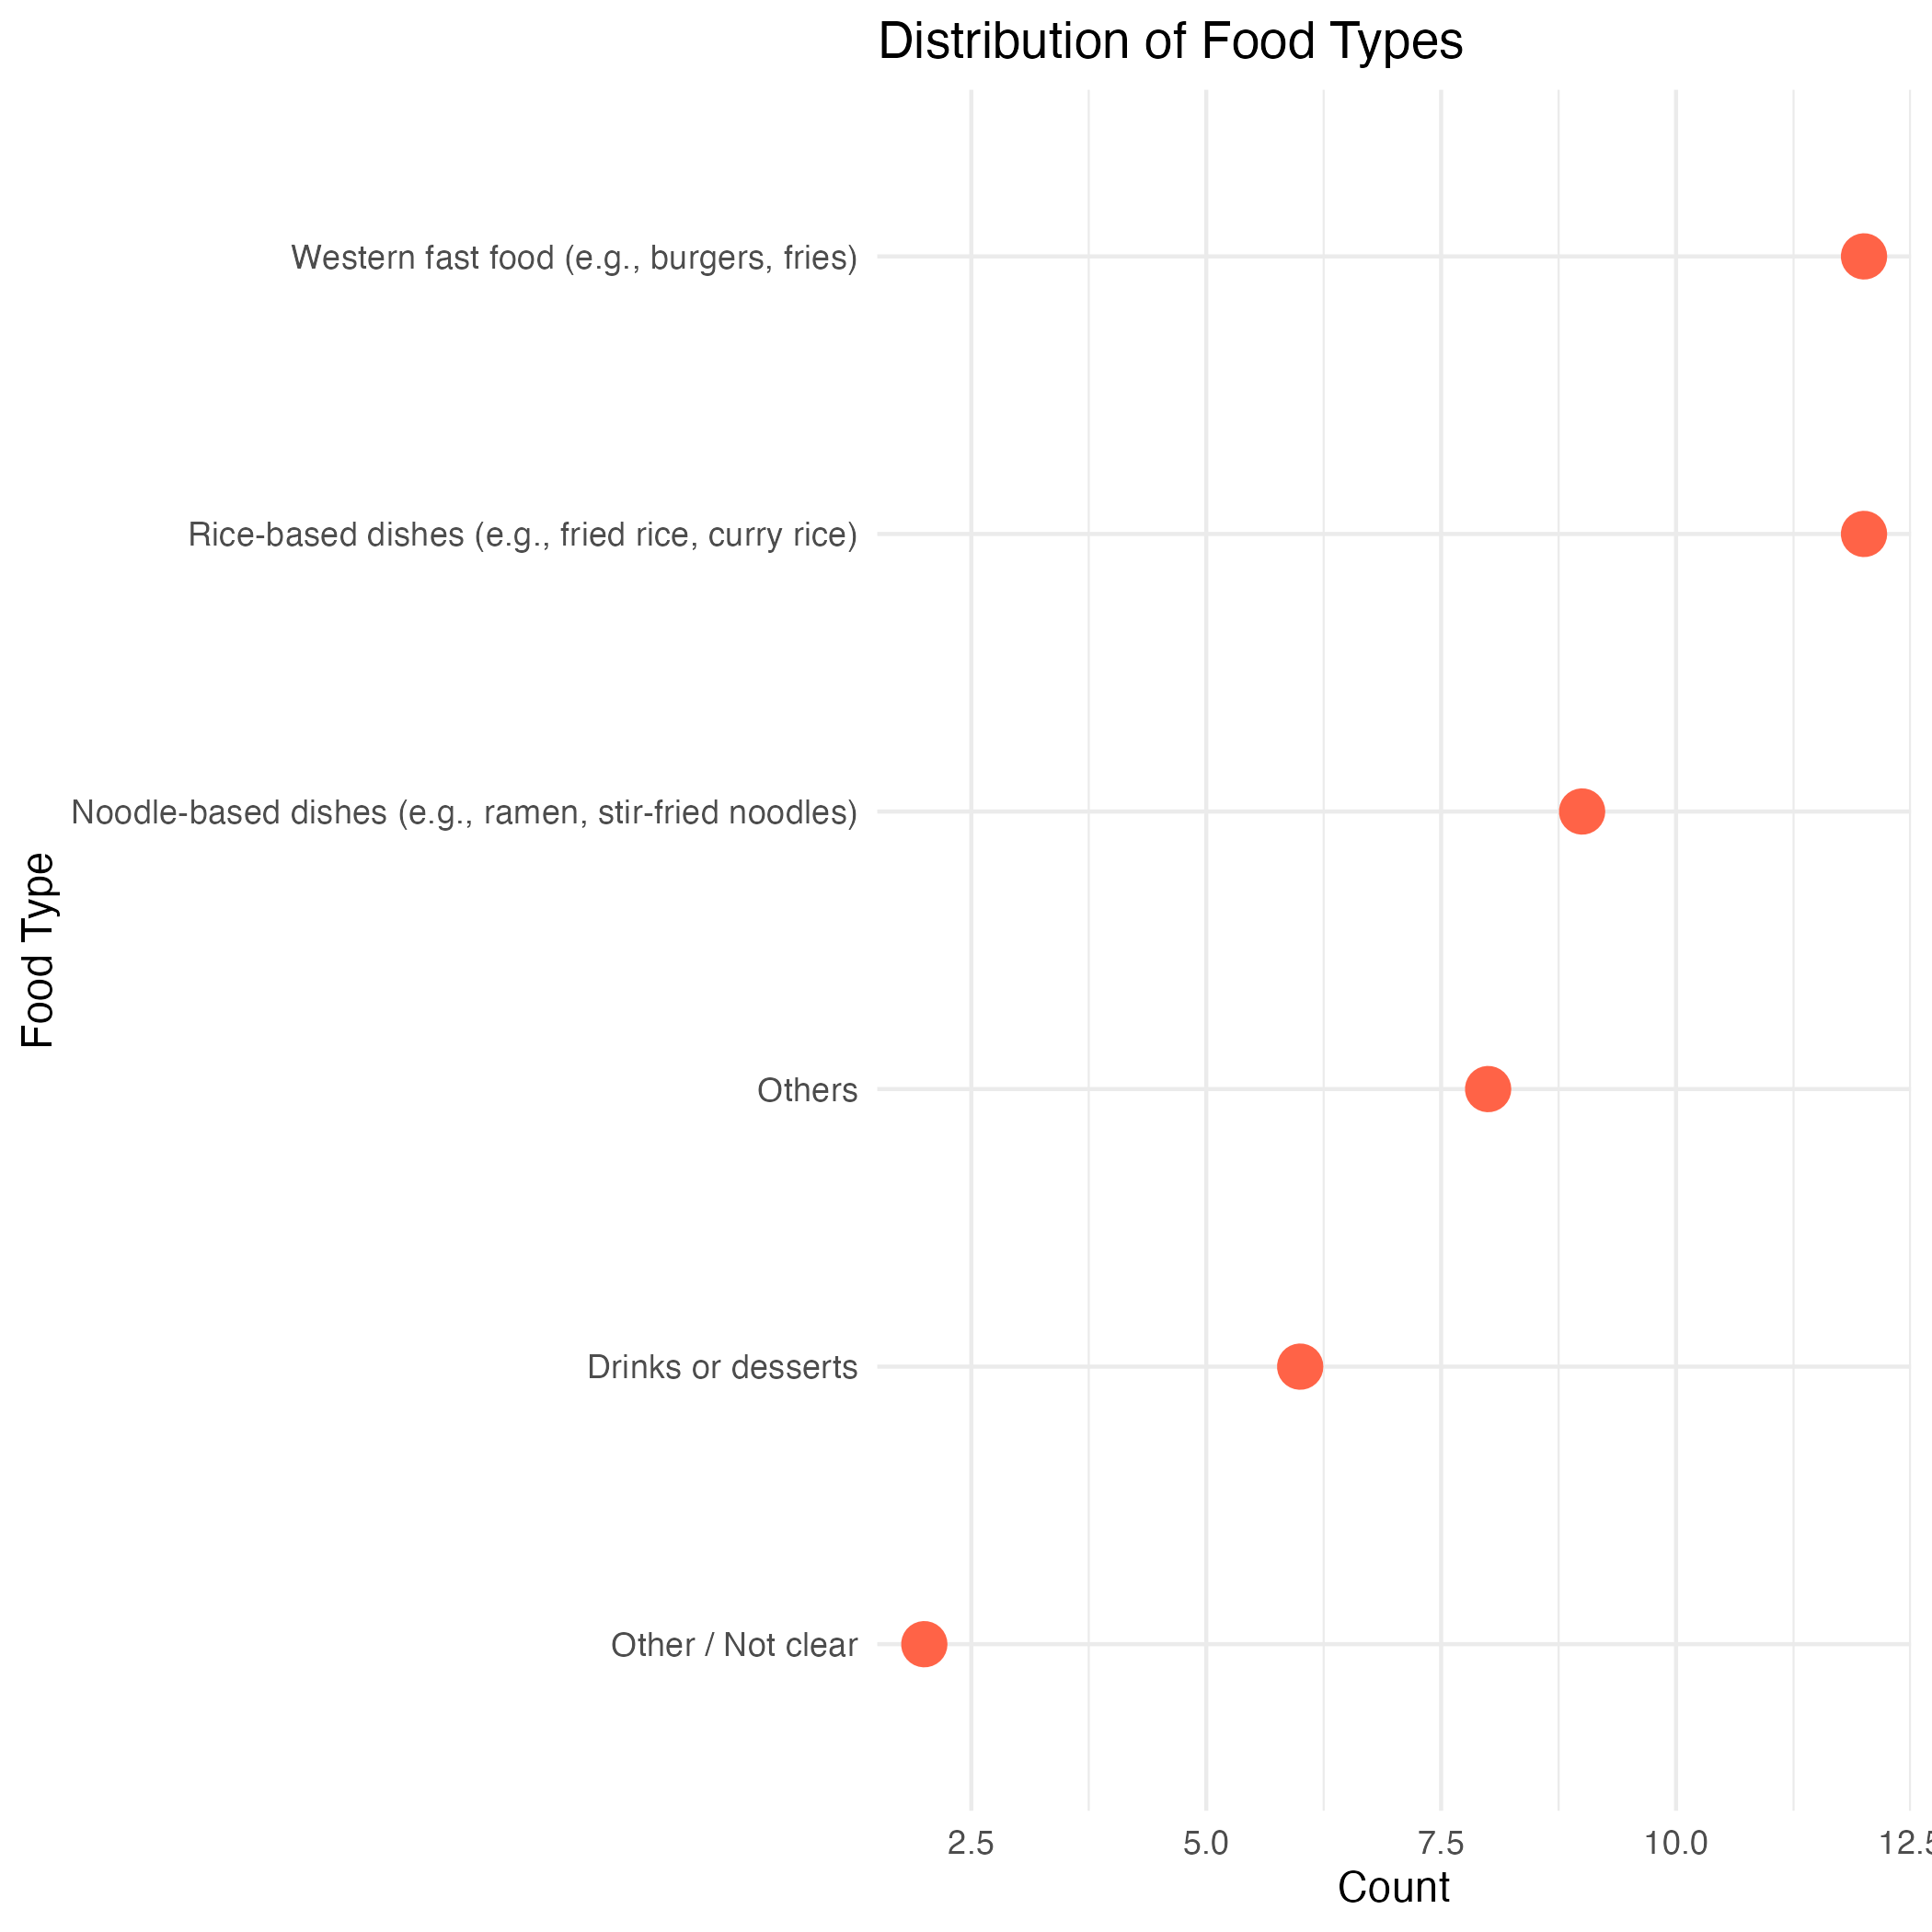 Distribution of Food Types
Western fast food (e.g., burgers, fries)
Rice-based dishes (e.g., fried rice, curry rice)
Noodle-based dishes (e.g., ramen, stir-fried noodles)
Others
Drinks or desserts
Other / Not clear
Food Type
2.5 5.0 7.5 10.0 12.5
Count